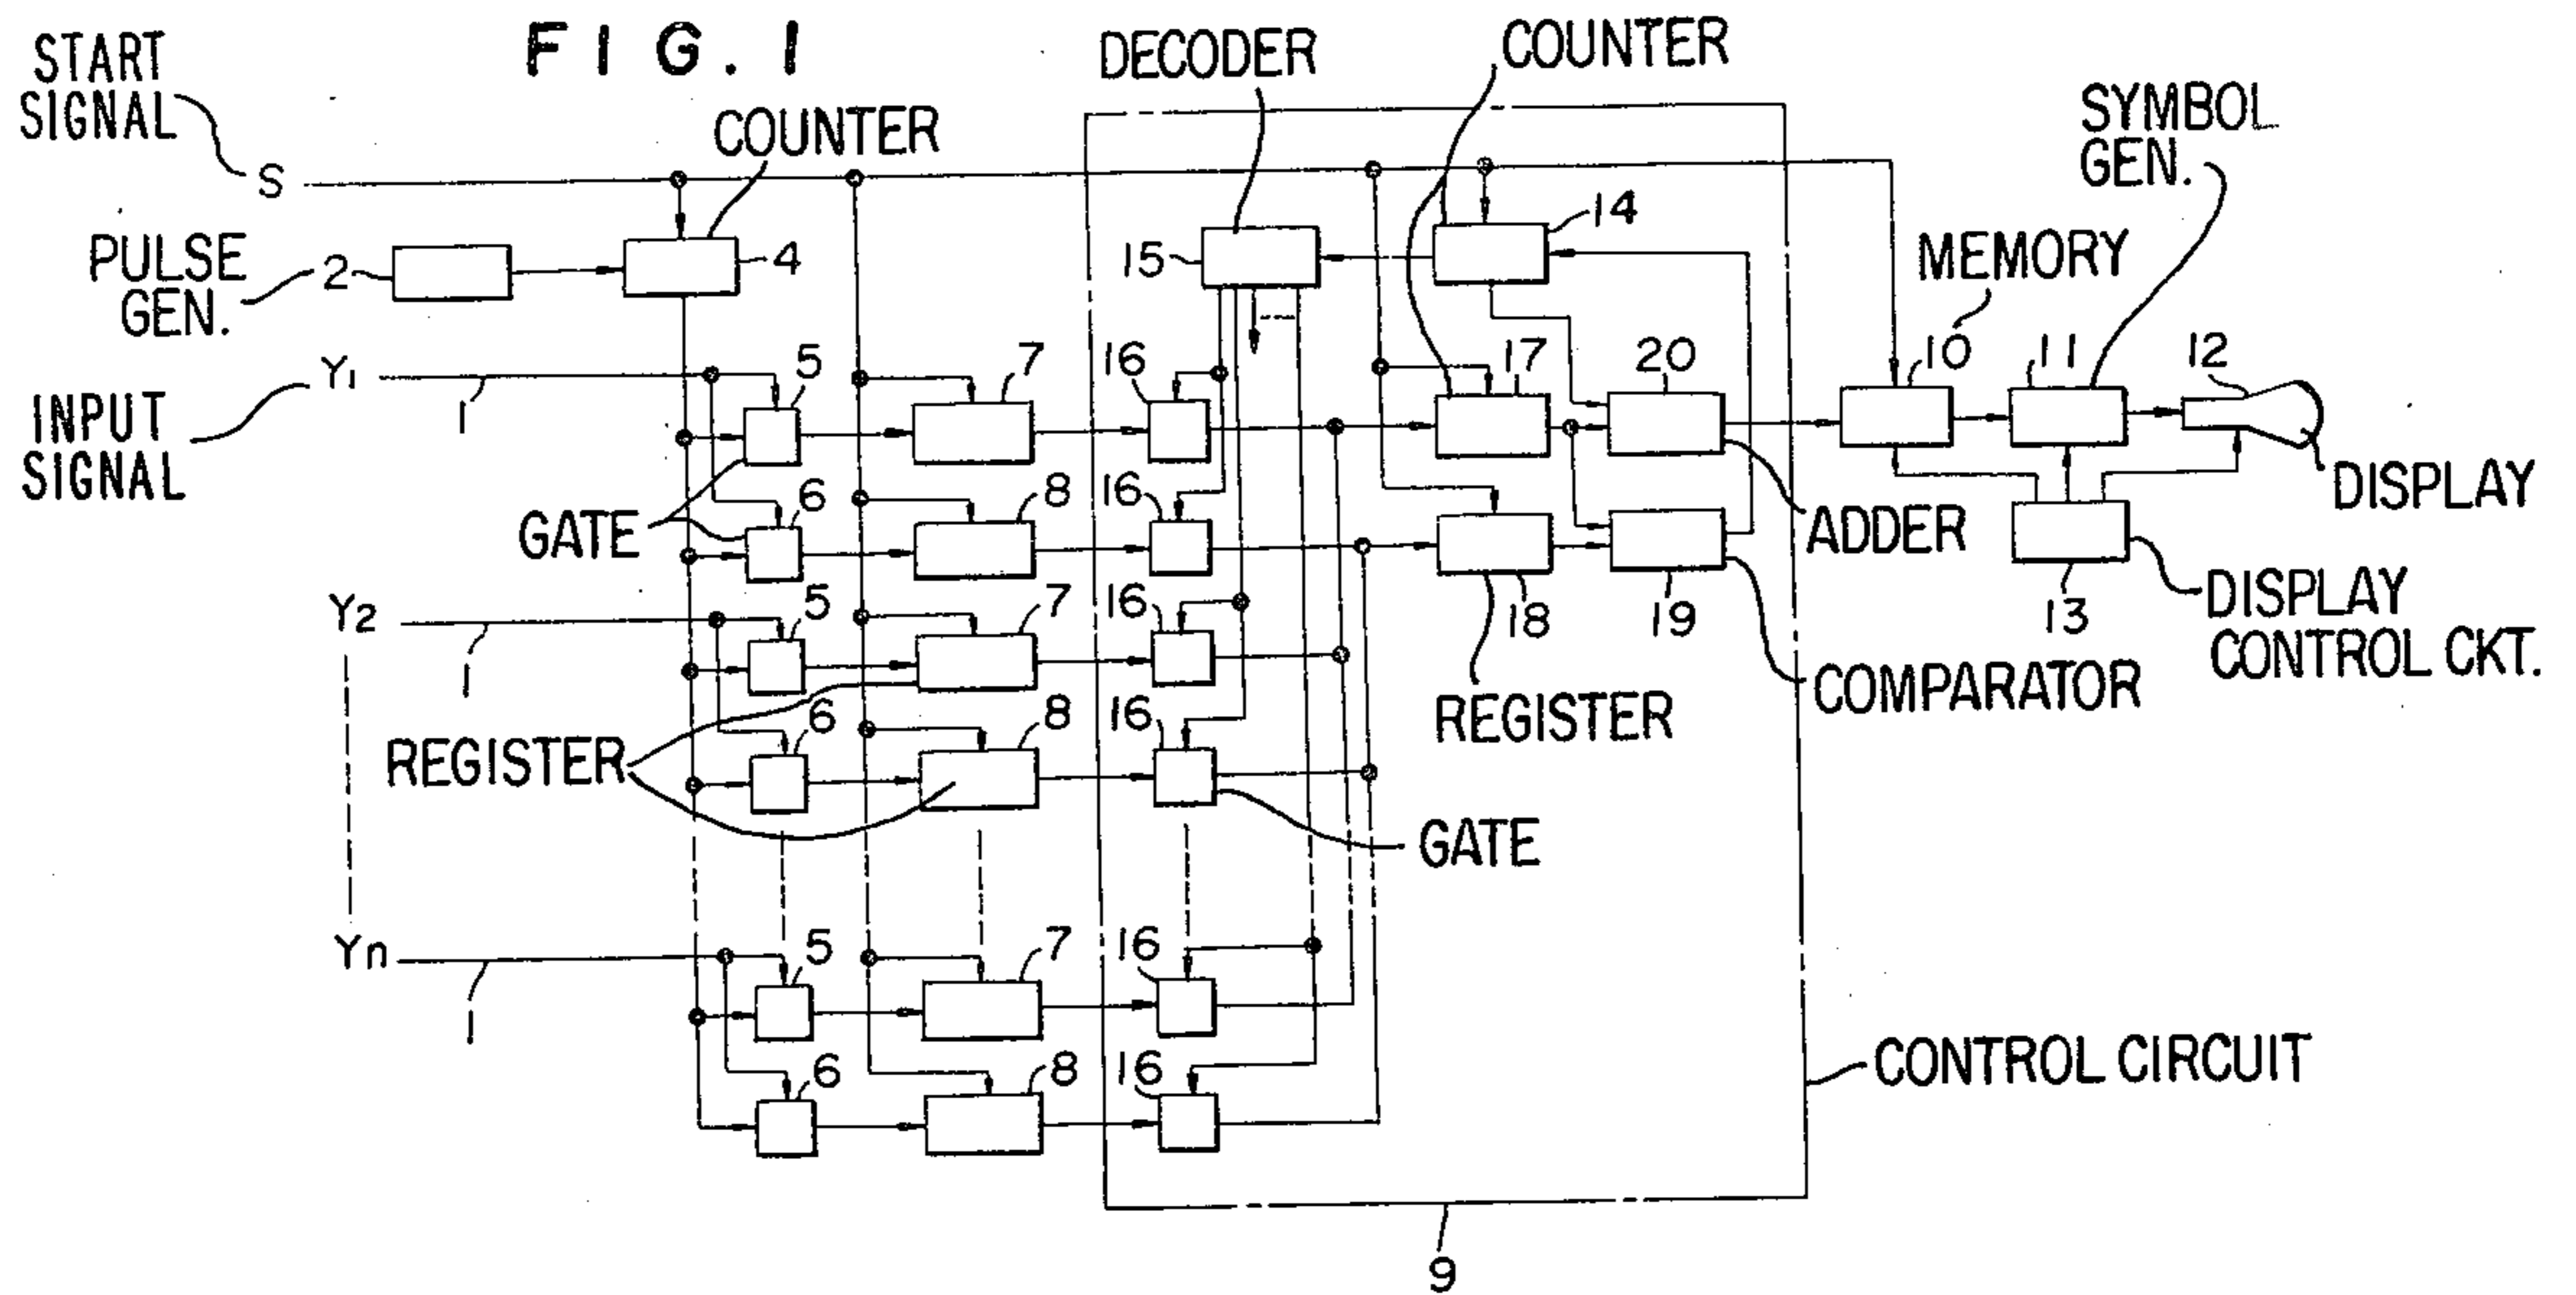 FIG. 1
START
SIGNAL
S
COUNTER
DECODER
COUNTER
SYMBOL
GEN.
PULSE
GEN.
2
4
15
14
MEMORY
INPUT
SIGNAL
Y1
1
5
7
16
17
20
10
11
12
GATE
6
8
16
18
19
ADDER
DISPLAY
13
DISPLAY
CONTROL CKT.
Y2
1
5
7
16
REGISTER
COMPARATOR
REGISTER
6
8
16
GATE
Yn
1
5
7
16
6
8
16
CONTROL CIRCUIT
9